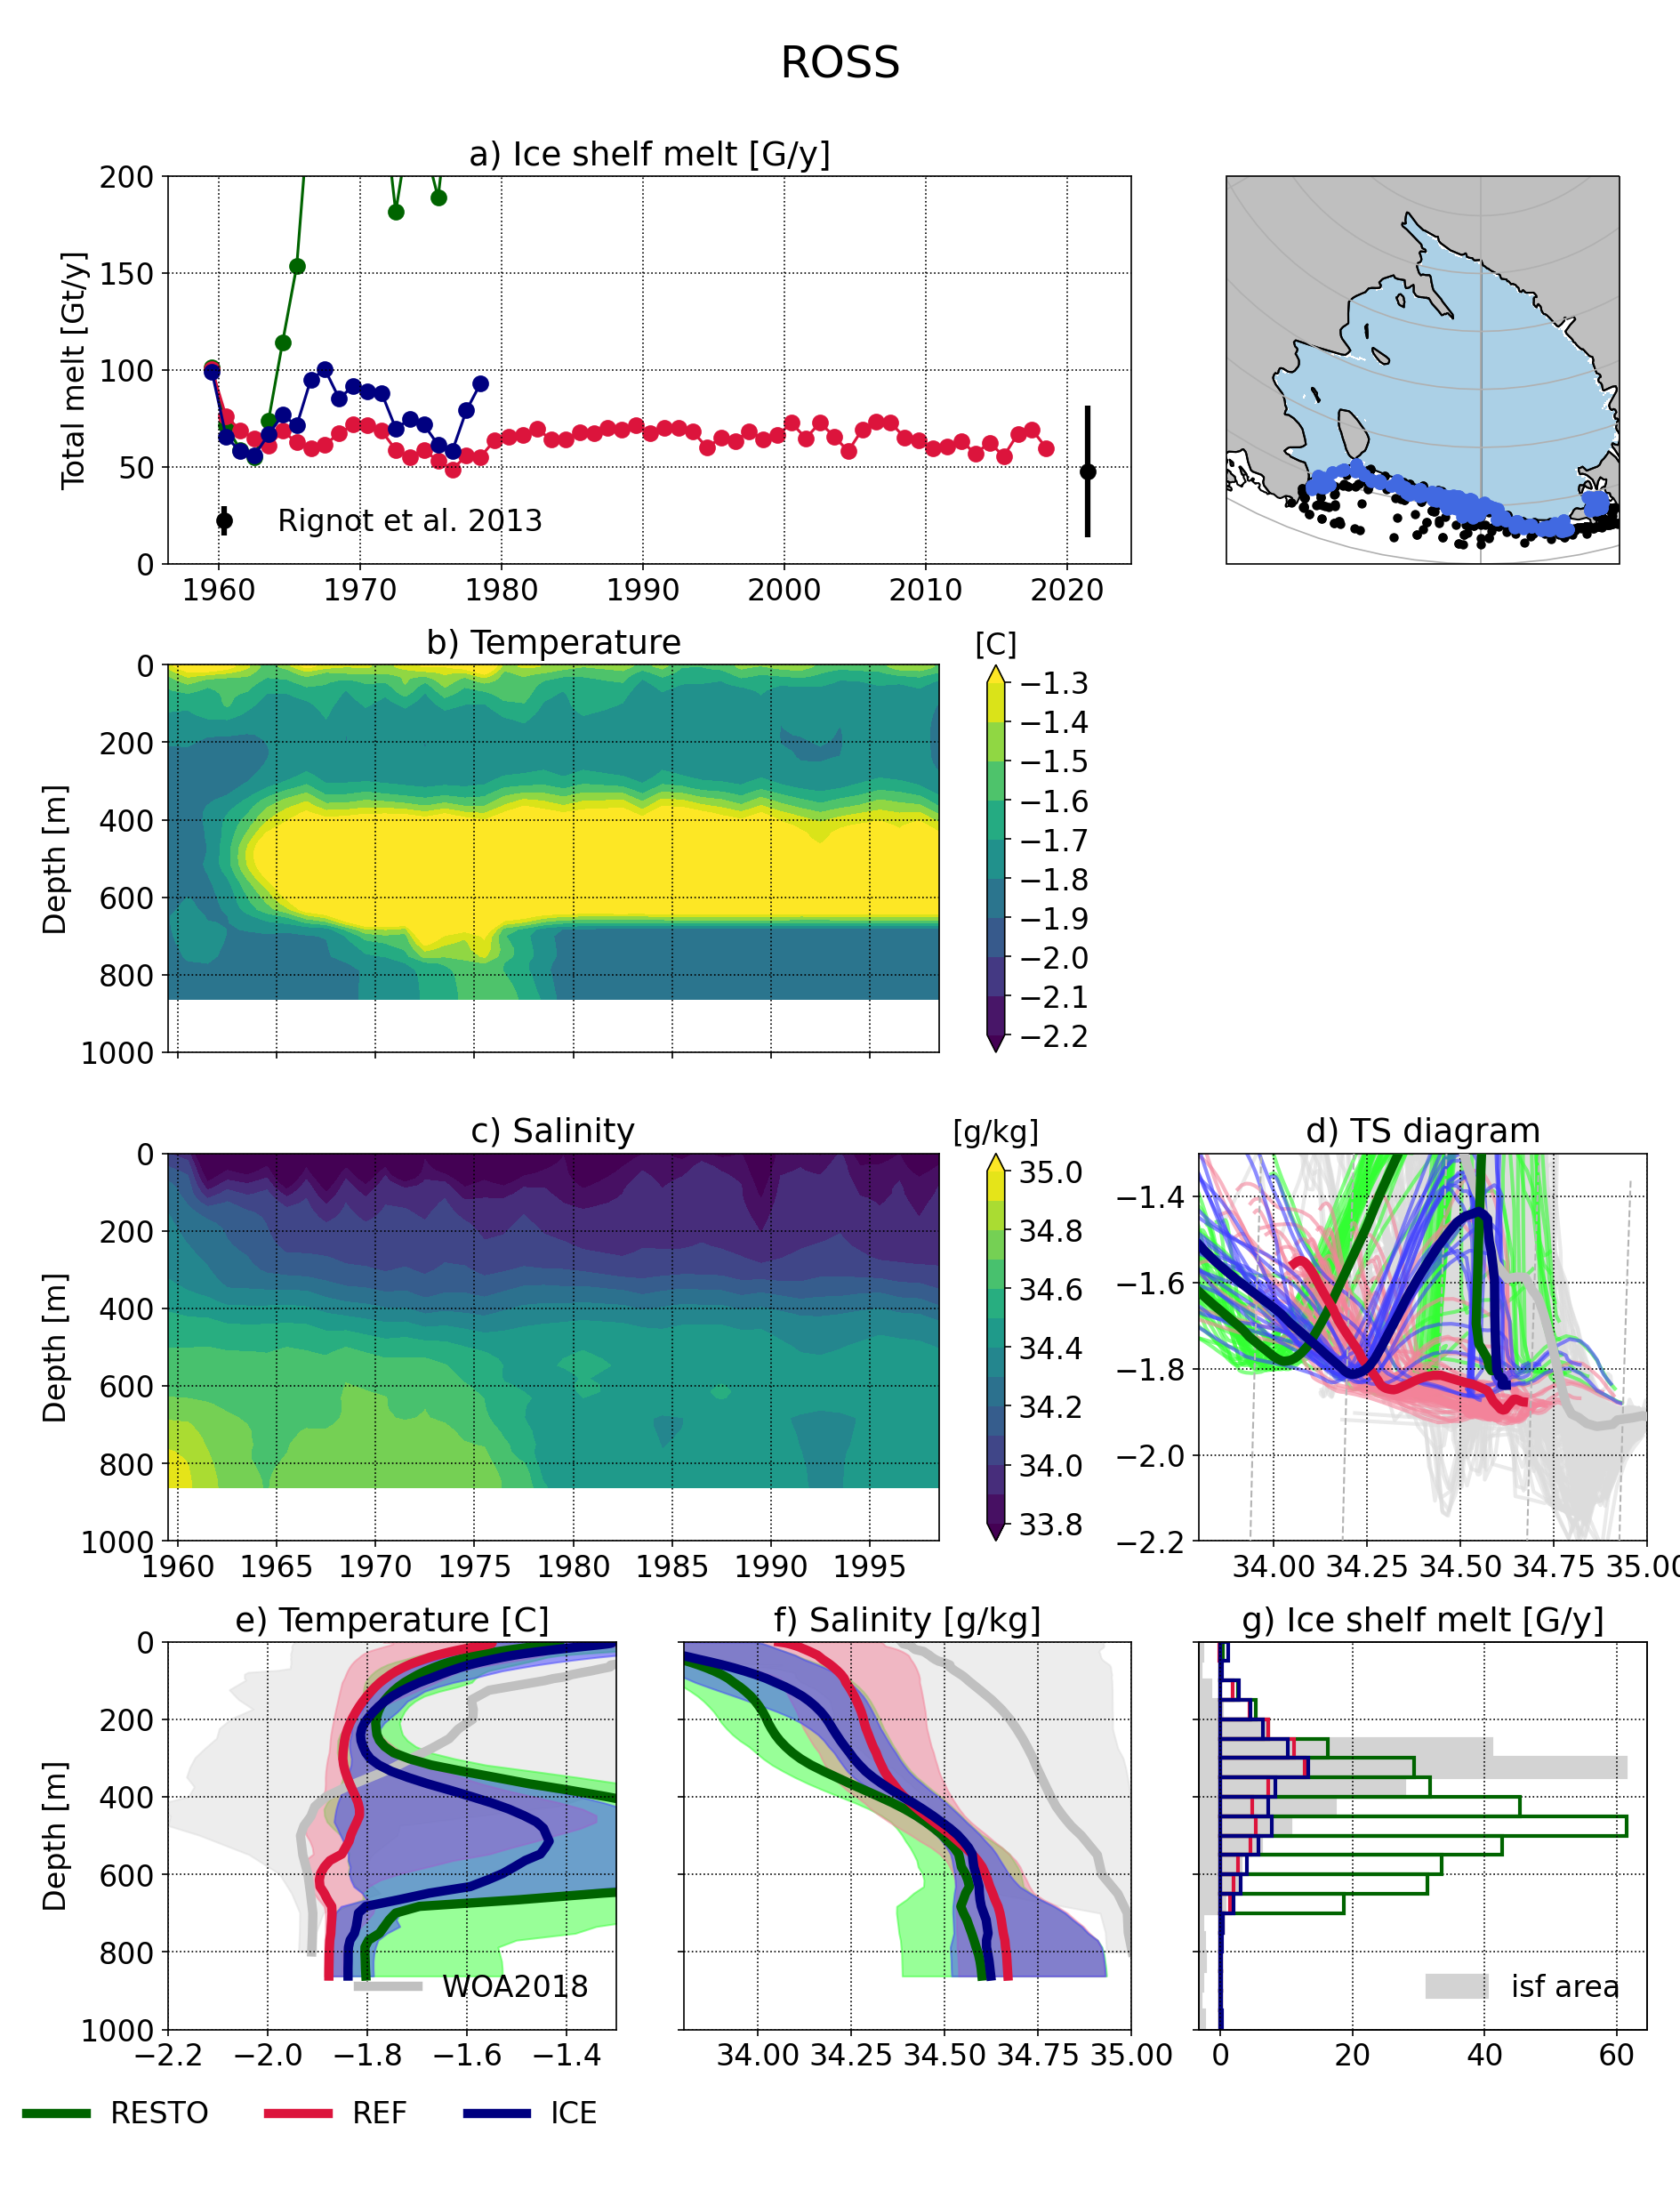 ROSS
a) Ice shelf melt [G/y]
Total melt [Gt/y]
200
150
100
50
0
Rignot et al. 2013
1960 1970 1980 1990 2000 2010 2020
b) Temperature
[C]
Depth [m]
0
200
400
600
800
1000
−1.3
−1.4
−1.5
−1.6
−1.7
−1.8
−1.9
−2.0
−2.1
−2.2
c) Salinity
[g/kg]
Depth [m]
0
200
400
600
800
1000
1960 1965 1970 1975 1980 1985 1990 1995
35.0
34.8
34.6
34.4
34.2
34.0
33.8
d) TS diagram
−1.4
−1.6
−1.8
−2.0
−2.2
34.00 34.25 34.50 34.75 35.00
e) Temperature [C]
Depth [m]
0
200
400
600
800
1000
WOA2018
−2.2 −2.0 −1.8 −1.6 −1.4
f) Salinity [g/kg]
34.00 34.25 34.50 34.75 35.00
g) Ice shelf melt [G/y]
isf area
0 20 40 60
RESTO REF ICE